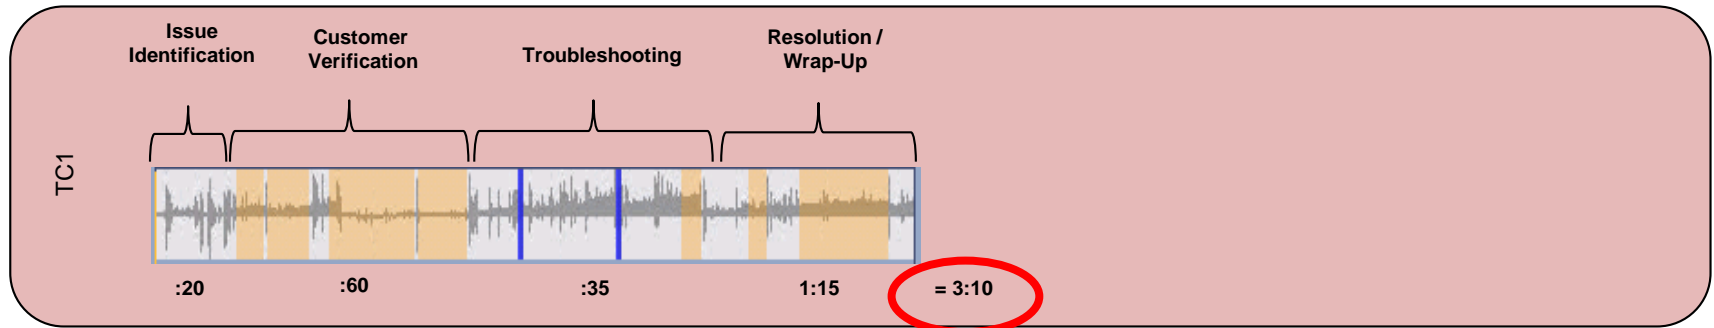 Issue
Identification
Customer
Verification
Troubleshooting
Resolution /
Wrap-Up
TC1
:20
:60
:35
1:15
= 3:10